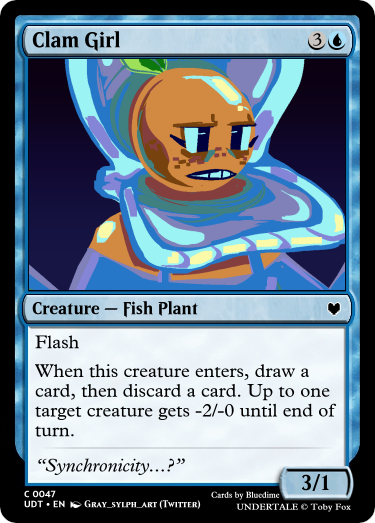 Clam Girl 3
Creature — Fish Plant
Flash
When this creature enters, draw a
card, then discard a card. Up to one
target creature gets -2/-0 until end of
turn.
“Synchronicity…?”
3/1
C 0047
UDT • EN Gray_sylph_art (Twitter)
Cards by Bluedime
UNDERTALE © Toby Fox